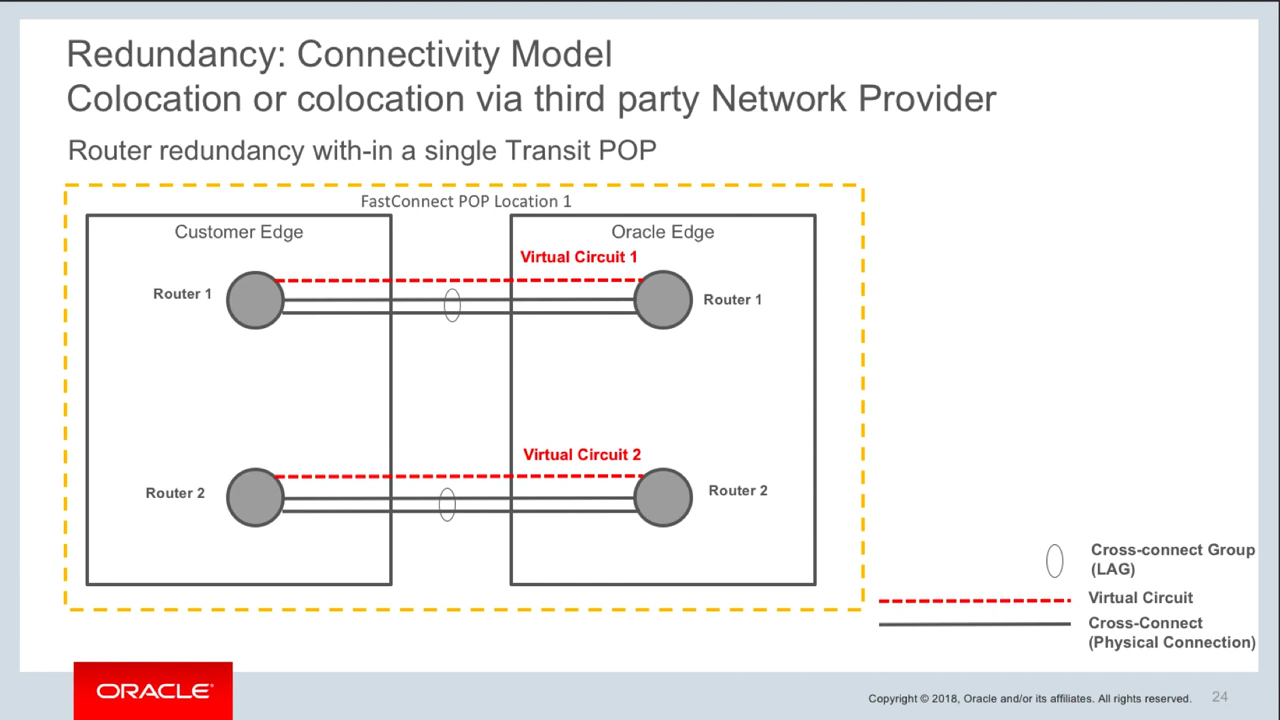 Redundancy: Connectivity Model
Colocation or colocation via third party Network Provider
Router redundancy with-in a single Transit POP
FastConnect POP Location 1
Customer Edge
Oracle Edge
Virtual Circuit 1
Router 1
Router 1
Virtual Circuit 2
Router 2
Router 2
Cross-connect Group
(LAG)
Virtual Circuit
Cross-Connect
(Physical Connection)
ORACLE®
Copyright © 2018, Oracle and/or its affiliates. All rights reserved.
24